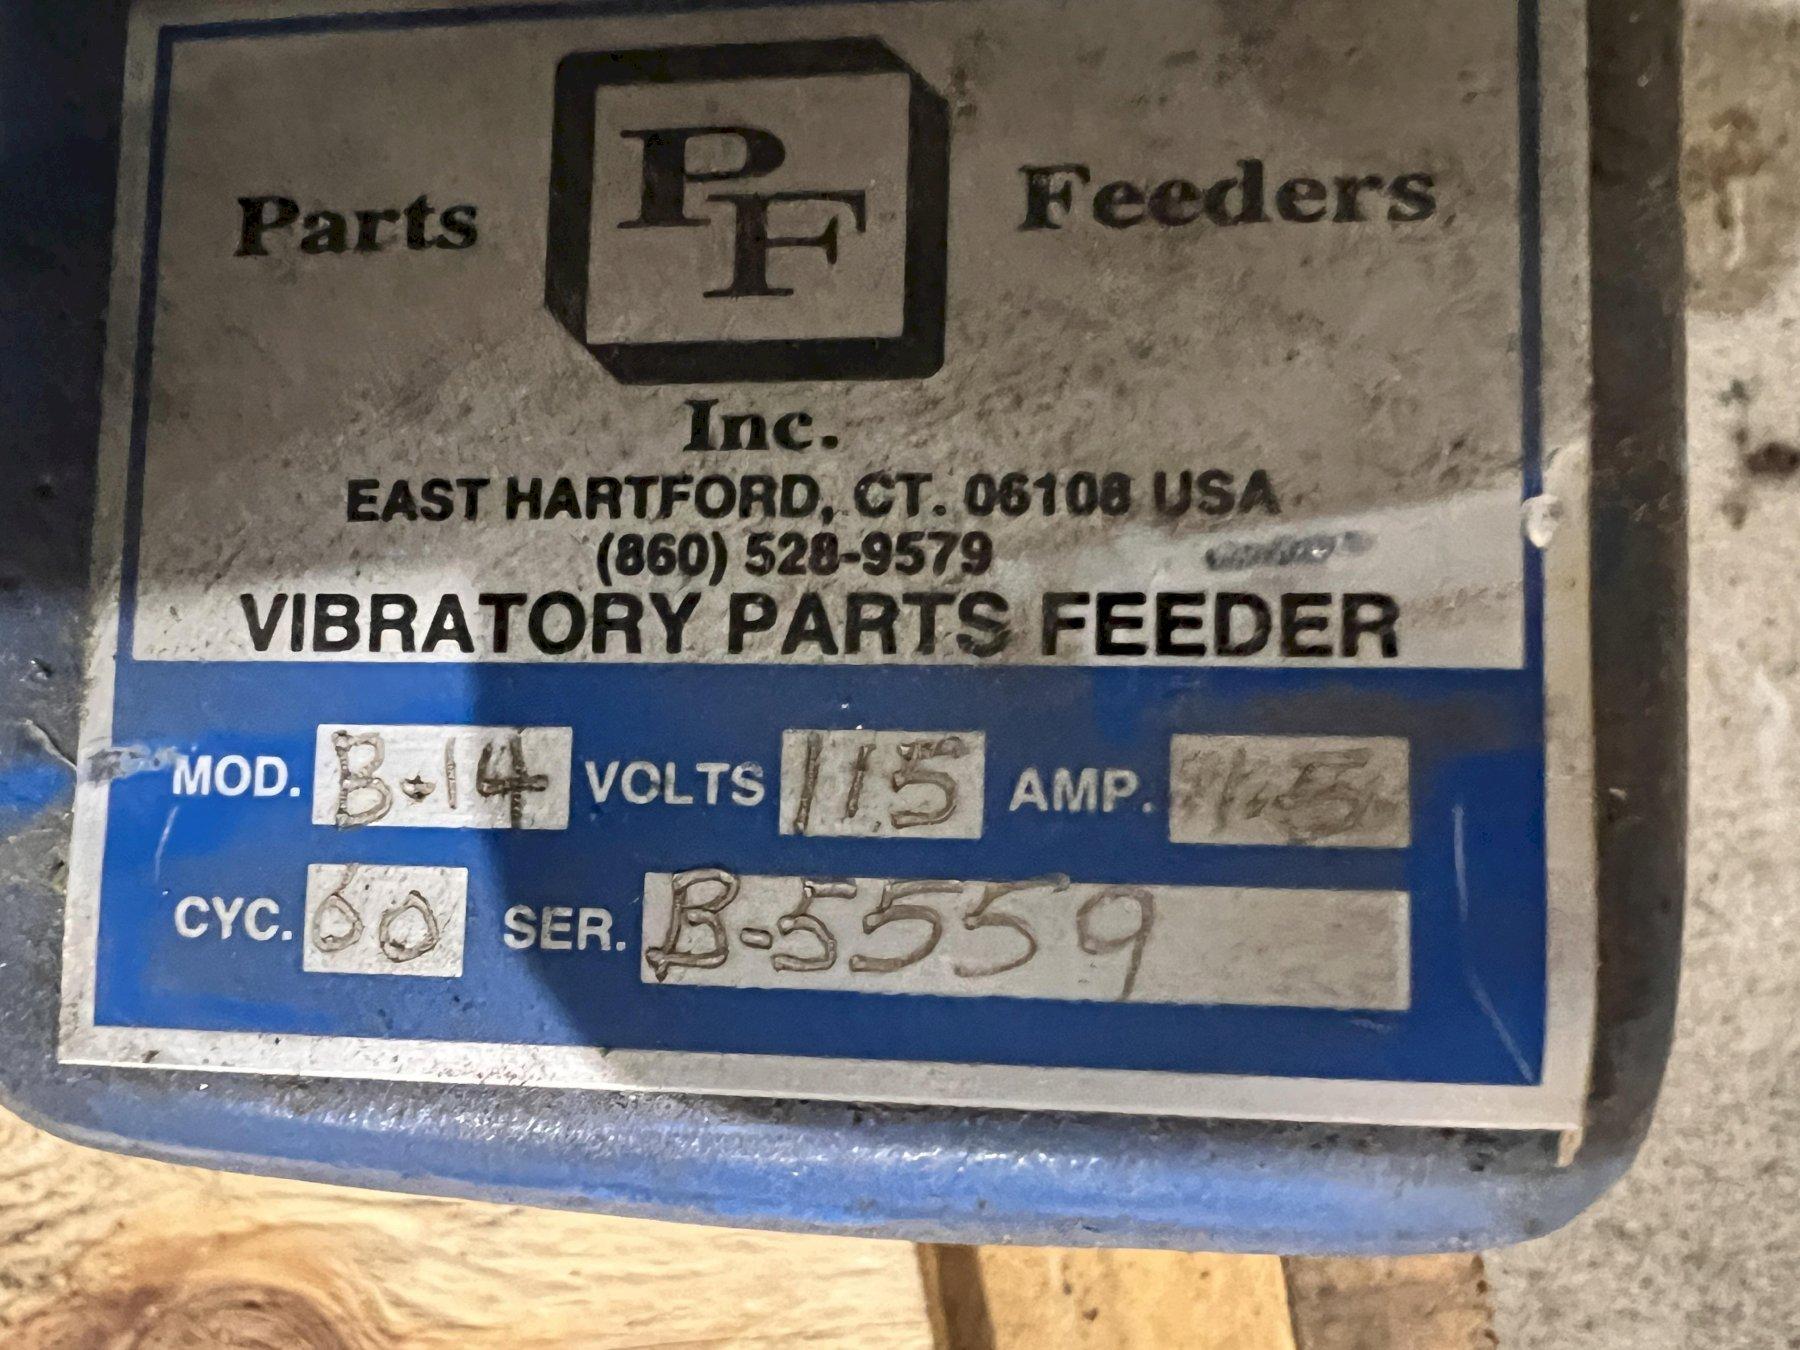 Parts PF Feeders
Inc.
EAST HARTFORD, CT. 06108 USA
(860) 528-9579
VIBRATORY PARTS FEEDER
MOD. B-14 VOLTS 115 AMP.
CYC. 60 SER. B-5559